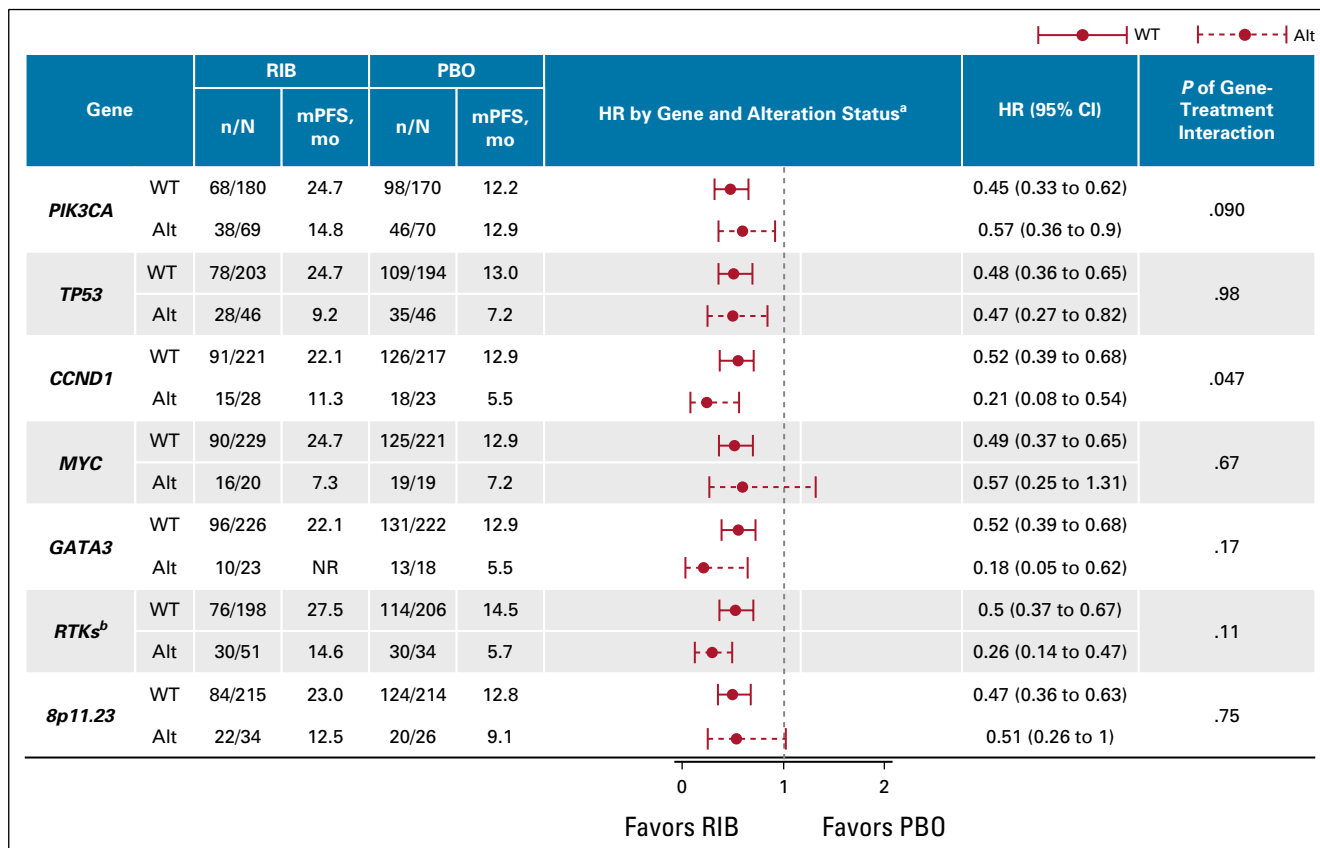 WT Alt
Gene RIB PBO HR by Gene and Alteration Statusᵃ HR (95% CI) P of Gene-Treatment Interaction
n/N mPFS, mo n/N mPFS, mo
PIK3CA WT 68/180 24.7 98/170 12.2 0.45 (0.33 to 0.62) .090
Alt 38/69 14.8 46/70 12.9 0.57 (0.36 to 0.9)
TP53 WT 78/203 24.7 109/194 13.0 0.48 (0.36 to 0.65) .98
Alt 28/46 9.2 35/46 7.2 0.47 (0.27 to 0.82)
CCND1 WT 91/221 22.1 126/217 12.9 0.52 (0.39 to 0.68) .047
Alt 15/28 11.3 18/23 5.5 0.21 (0.08 to 0.54)
MYC WT 90/229 24.7 125/221 12.9 0.49 (0.37 to 0.65) .67
Alt 16/20 7.3 19/19 7.2 0.57 (0.25 to 1.31)
GATA3 WT 96/226 22.1 131/222 12.9 0.52 (0.39 to 0.68) .17
Alt 10/23 NR 13/18 5.5 0.18 (0.05 to 0.62)
RTKsᵇ WT 76/198 27.5 114/206 14.5 0.5 (0.37 to 0.67) .11
Alt 30/51 14.6 30/34 5.7 0.26 (0.14 to 0.47)
8p11.23 WT 84/215 23.0 124/214 12.8 0.47 (0.36 to 0.63) .75
Alt 22/34 12.5 20/26 9.1 0.51 (0.26 to 1)
0 1 2
Favors RIB Favors PBO